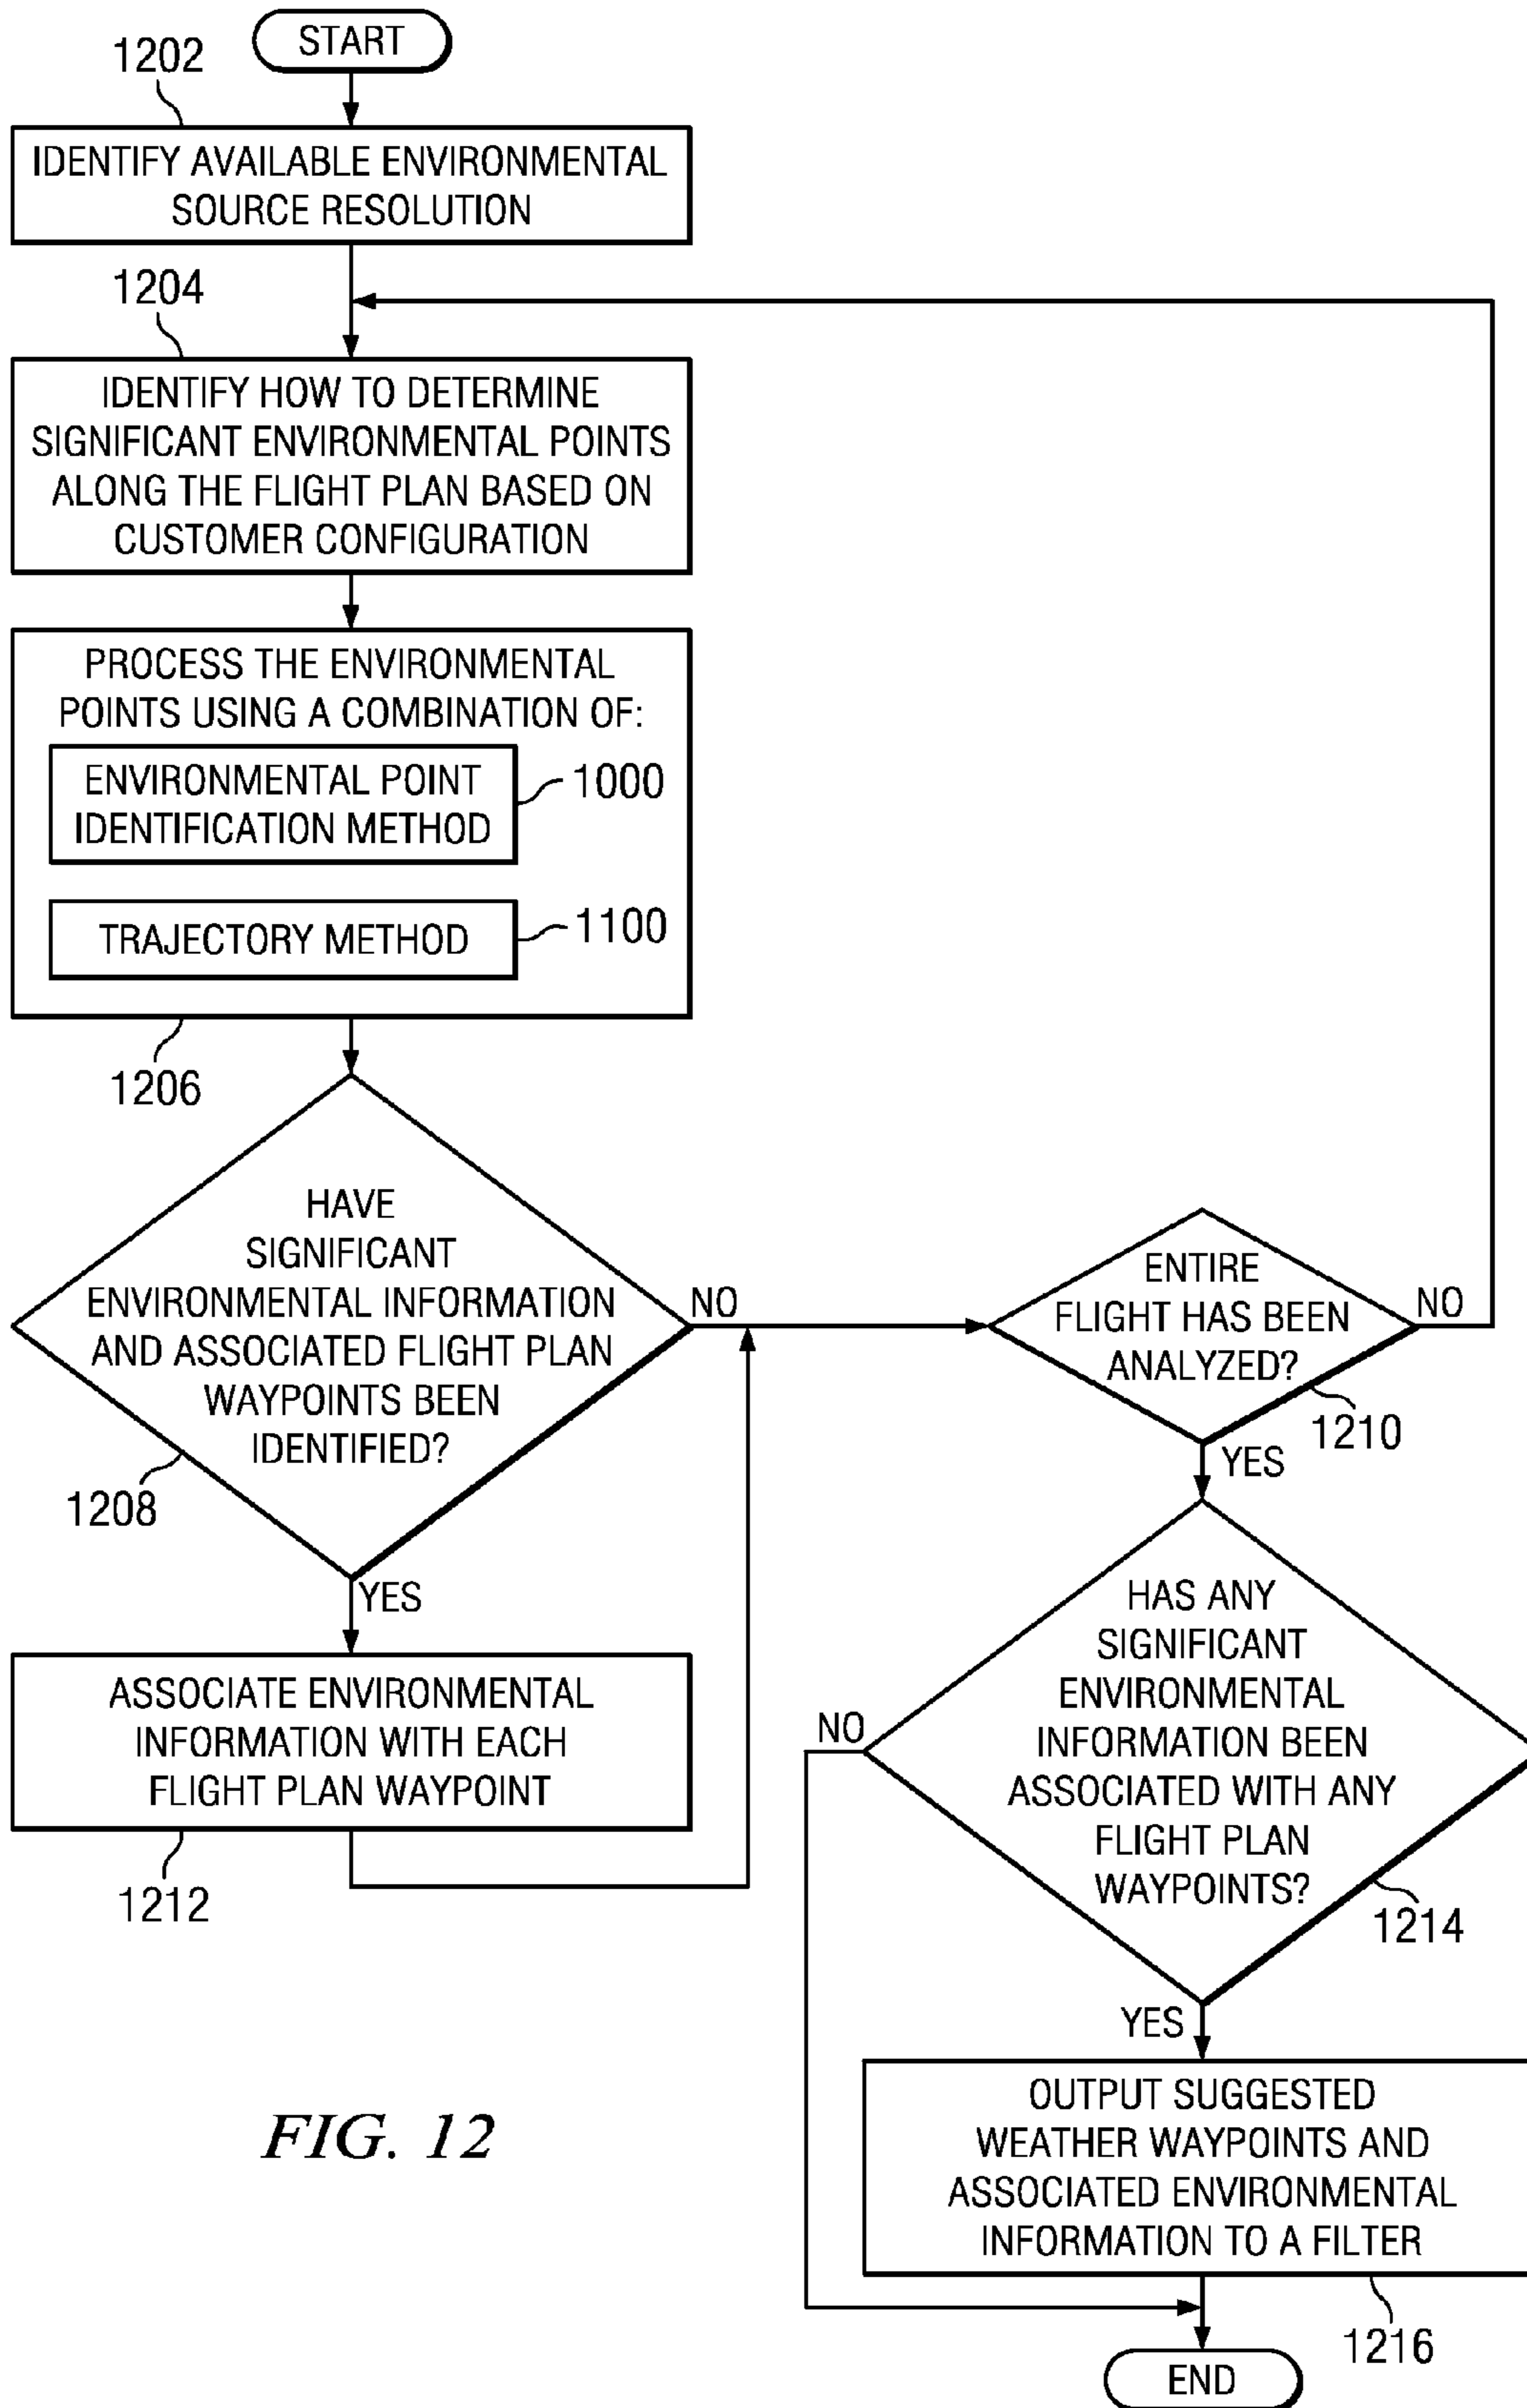 START
1202
IDENTIFY AVAILABLE ENVIRONMENTAL
SOURCE RESOLUTION
1204
IDENTIFY HOW TO DETERMINE
SIGNIFICANT ENVIRONMENTAL POINTS
ALONG THE FLIGHT PLAN BASED ON
CUSTOMER CONFIGURATION
PROCESS THE ENVIRONMENTAL
POINTS USING A COMBINATION OF:
ENVIRONMENTAL POINT
IDENTIFICATION METHOD
1000
TRAJECTORY METHOD
1100
1206
HAVE
SIGNIFICANT
ENVIRONMENTAL INFORMATION
AND ASSOCIATED FLIGHT PLAN
WAYPOINTS BEEN
IDENTIFIED?
NO
1208
YES
ASSOCIATE ENVIRONMENTAL
INFORMATION WITH EACH
FLIGHT PLAN WAYPOINT
1212
ENTIRE
FLIGHT HAS BEEN
ANALYZED?
NO
1210
YES
HAS ANY
SIGNIFICANT
ENVIRONMENTAL
INFORMATION BEEN
ASSOCIATED WITH ANY
FLIGHT PLAN
WAYPOINTS?
NO
1214
YES
OUTPUT SUGGESTED
WEATHER WAYPOINTS AND
ASSOCIATED ENVIRONMENTAL
INFORMATION TO A FILTER
1216
END
FIG. 12